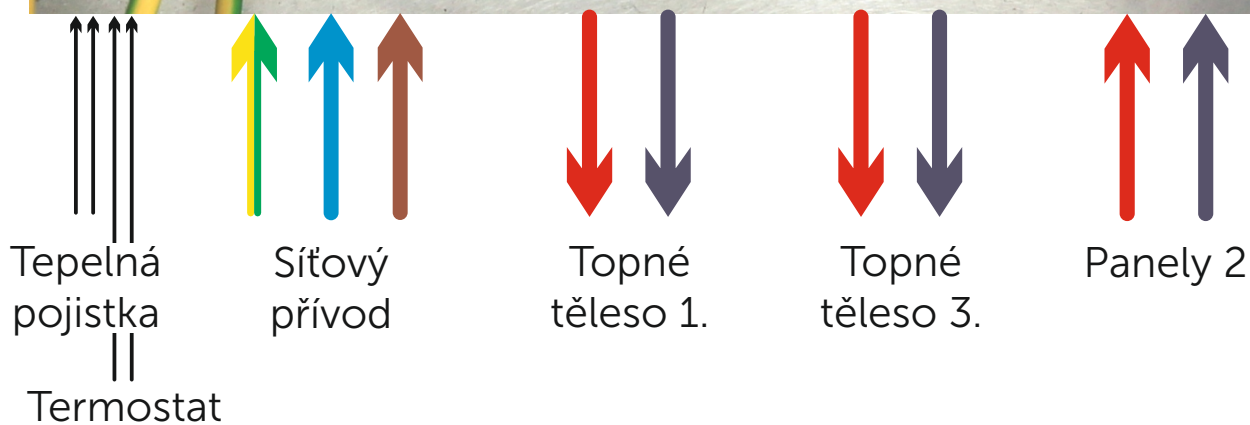 Tepelná
pojistka
Termostat
Síťový
přívod
Topné
těleso 1.
Topné
těleso 3.
Panely 2